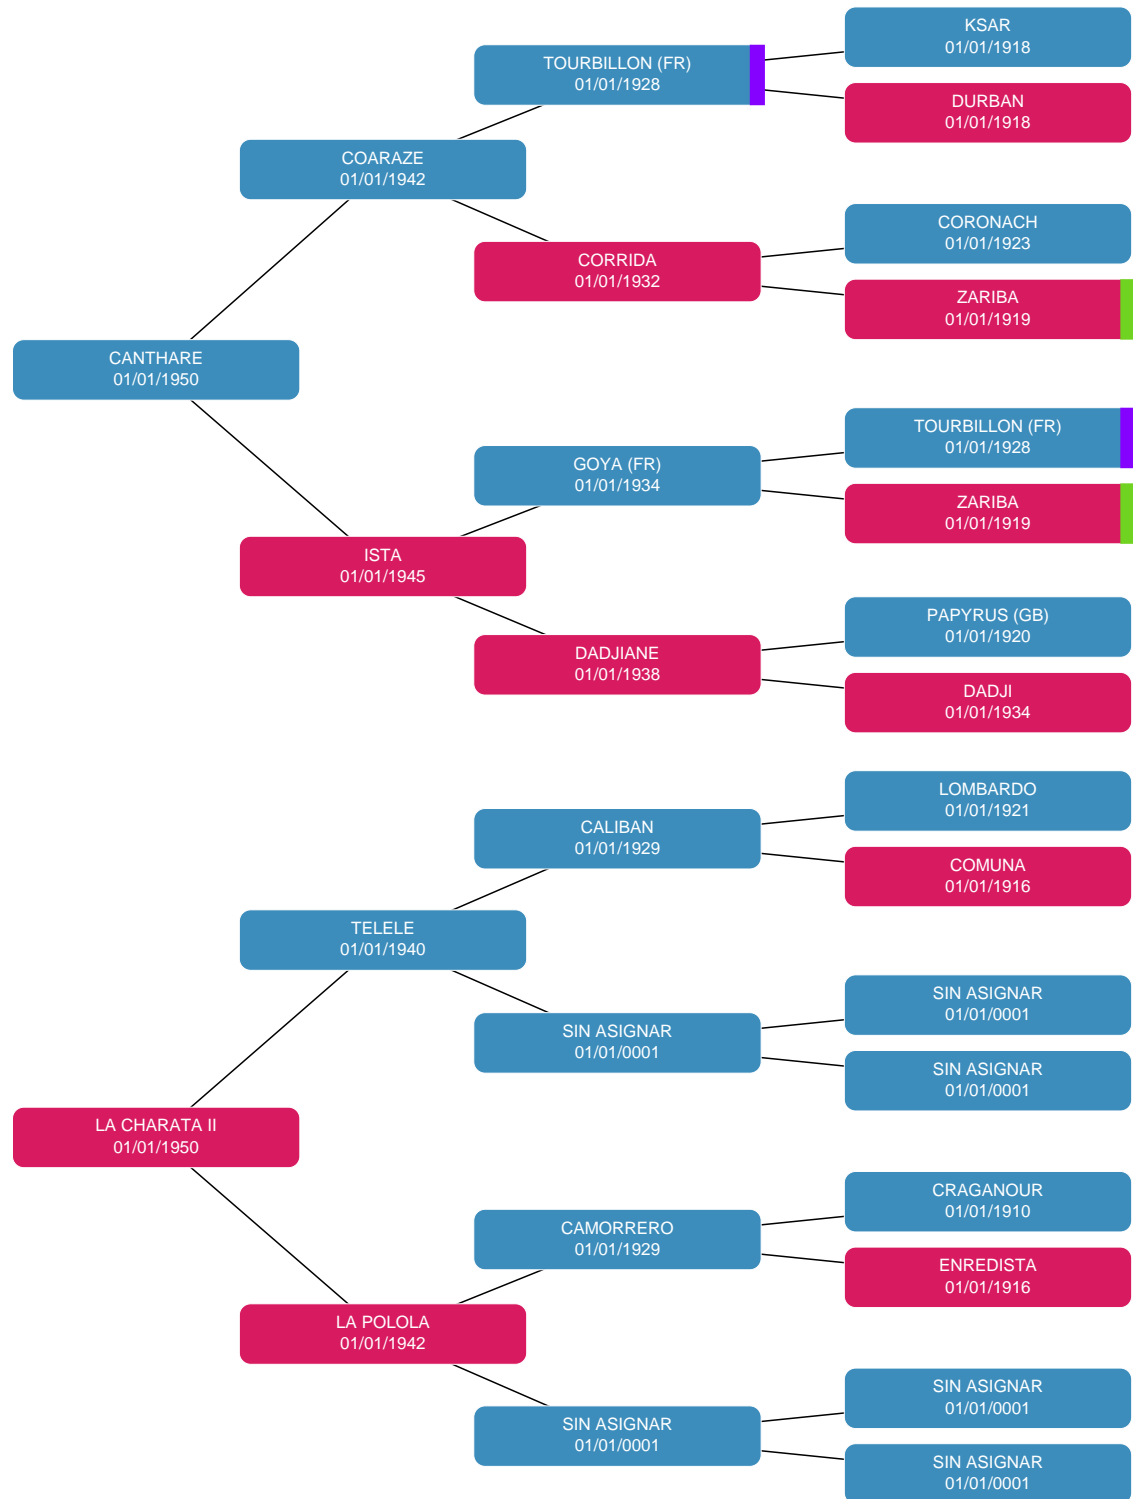 KSAR
01/01/1918
TOURBILLON (FR)
01/01/1928
DURBAN
01/01/1918
COARAZE
01/01/1942
CORONACH
01/01/1923
CORRIDA
01/01/1932
ZARIBA
01/01/1919
CANTHARE
01/01/1950
TOURBILLON (FR)
01/01/1928
GOYA (FR)
01/01/1934
ZARIBA
01/01/1919
ISTA
01/01/1945
PAPYRUS (GB)
01/01/1920
DADJIANE
01/01/1938
DADJI
01/01/1934
LOMBARDO
01/01/1921
CALIBAN
01/01/1929
COMUNA
01/01/1916
TELELE
01/01/1940
SIN ASIGNAR
01/01/0001
SIN ASIGNAR
01/01/0001
SIN ASIGNAR
01/01/0001
LA CHARATA II
01/01/1950
CRAGANOUR
01/01/1910
CAMORRERO
01/01/1929
ENREDISTA
01/01/1916
LA POLOLA
01/01/1942
SIN ASIGNAR
01/01/0001
SIN ASIGNAR
01/01/0001
SIN ASIGNAR
01/01/0001